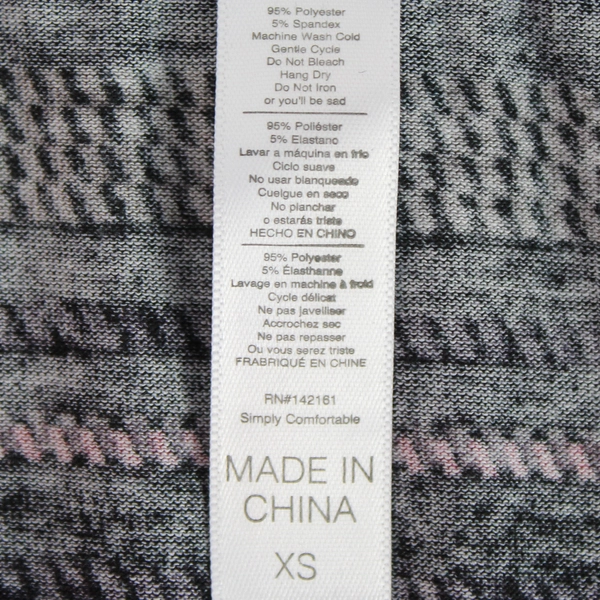 95% Polyester
5% Spandex
Machine Wash Cold
Gentle Cycle
Do Not Bleach
Hang Dry
Do Not Iron
or you'll be sad
95% Poliéster
5% Elastano
Lavar a máquina en frio
Ciclo suave
No usar blanqueado
Cuelgue en seco
No planchar
o estarás triste
HECHO EN CHINO
95% Polyester
5% Élasthanne
Lavage en machine à froid
Cycle délicat
Ne pas javelliser
Accrochez sec
Ne pas repasser
Ou vous serez triste
FRABRIQUÉ EN CHINE
RN#142161
Simply Comfortable
MADE IN
CHINA
XS